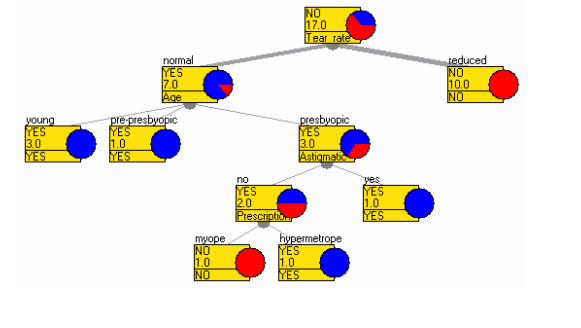 NO
17.0
Tear rate
normal
YES
7.0
Age
reduced
NO
10.0
NO
young
YES
3.0
YES
pre-presbyopic
YES
1.0
YES
presbyopic
YES
3.0
Astigmatic
no
YES
2.0
Prescription
yes
YES
1.0
YES
myope
NO
1.0
NO
hypermetrope
YES
1.0
YES